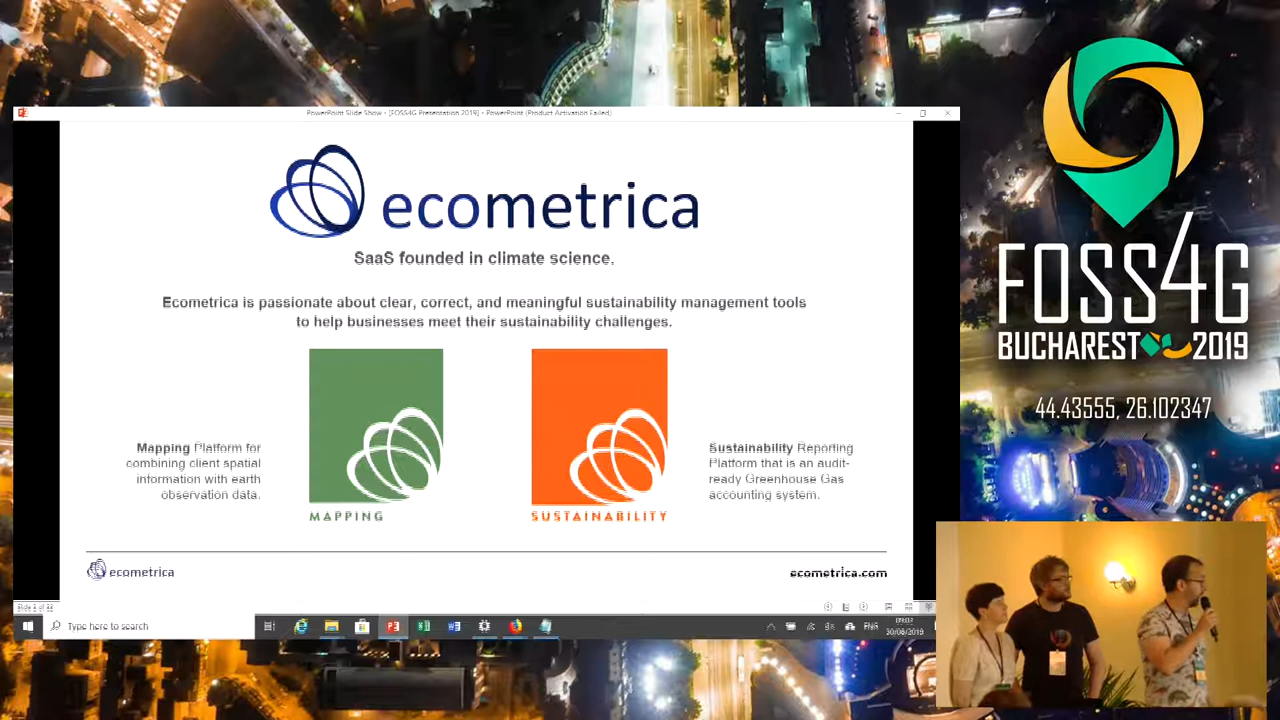 PowerPoint Slide Show - [FOSS4G Presentation 2019] - PowerPoint (Product Activation Failed)
ecometrica
SaaS founded in climate science.
Ecometrica is passionate about clear, correct, and meaningful sustainability management tools
to help businesses meet their sustainability challenges.
Mapping Platform for
combining client spatial
information with earth
observation data.
MAPPING
SUSTAINABILITY
Sustainability Reporting
Platform that is an audit-
ready Greenhouse Gas
accounting system.
ecometrica
ecometrica.com
Type here to search
ENG
30/08/2019
FOSS4G
BUCHAREST 2019
44.43555, 26.102347